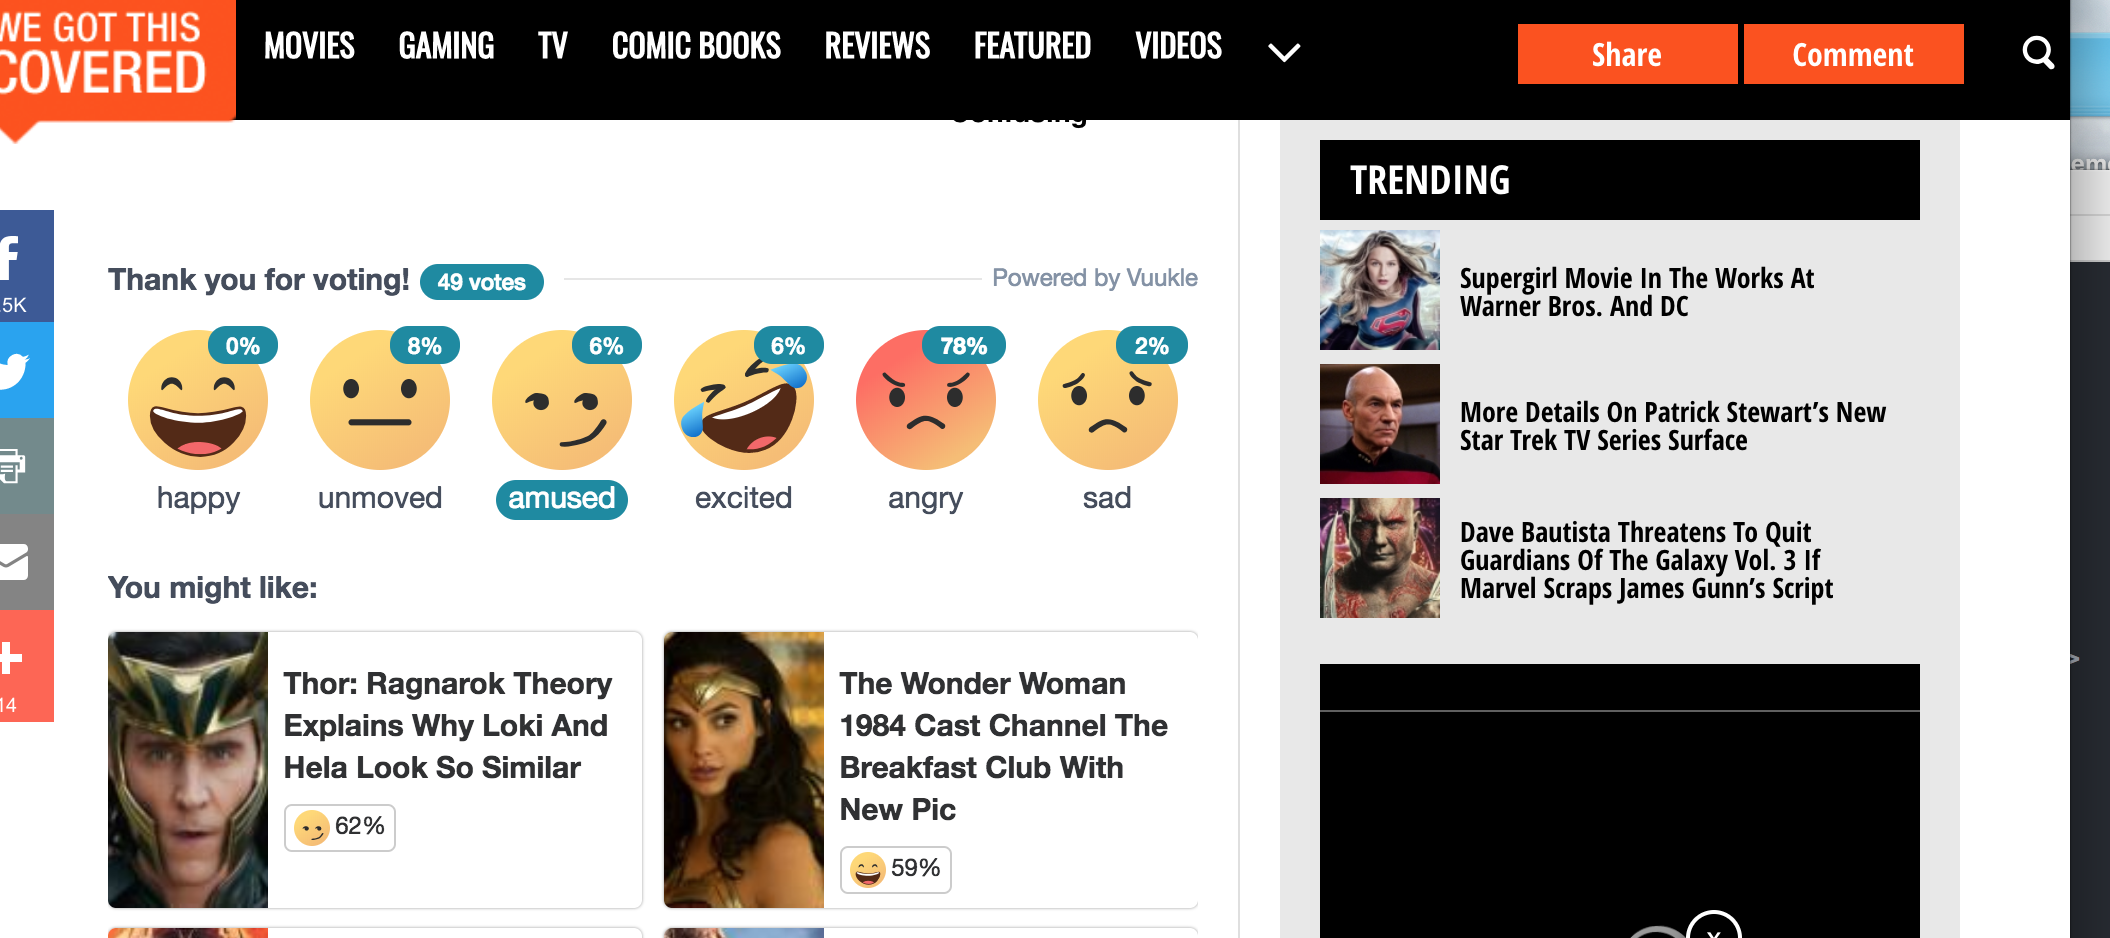 WE GOT THIS
COVERED
MOVIES
GAMING
TV
COMIC BOOKS
REVIEWS
FEATURED
VIDEOS
Share
Comment
TRENDING
Supergirl Movie In The Works At
Warner Bros. And DC
More Details On Patrick Stewart's New
Star Trek TV Series Surface
Dave Bautista Threatens To Quit
Guardians Of The Galaxy Vol. 3 If
Marvel Scraps James Gunn's Script
.5K
14
Thank you for voting!
49 votes
Powered by Vuukle
0%
8%
6%
6%
78%
2%
happy
unmoved
amused
excited
angry
sad
You might like:
Thor: Ragnarok Theory
Explains Why Loki And
Hela Look So Similar
62%
The Wonder Woman
1984 Cast Channel The
Breakfast Club With
New Pic
59%